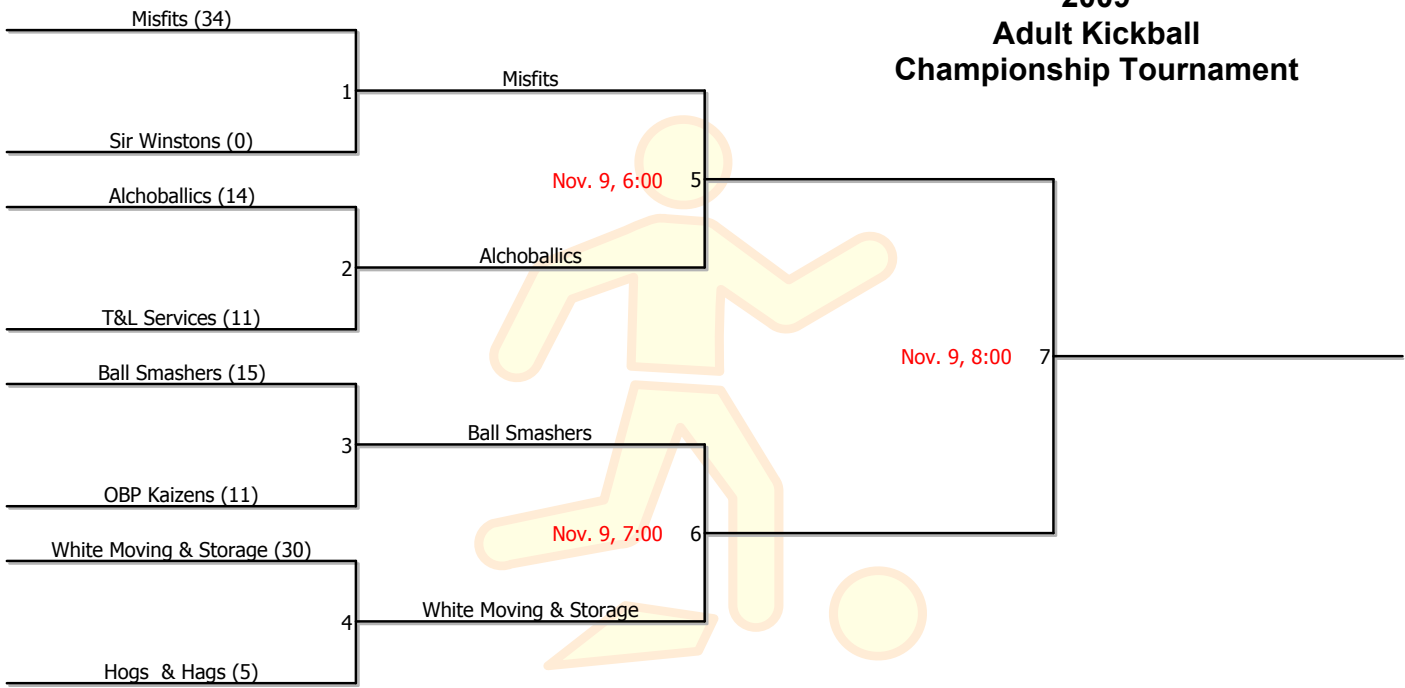 2009
Adult Kickball
Championship Tournament
Misfits (34)
1
Misfits
Sir Winstons (0)
Nov. 9, 6:00 5
Alchoballics (14)
2
Alchoballics
T&L Services (11)
Nov. 9, 8:00 7
Ball Smashers (15)
3
Ball Smashers
OBP Kaizens (11)
Nov. 9, 7:00 6
White Moving & Storage (30)
4
White Moving & Storage
Hogs & Hags (5)